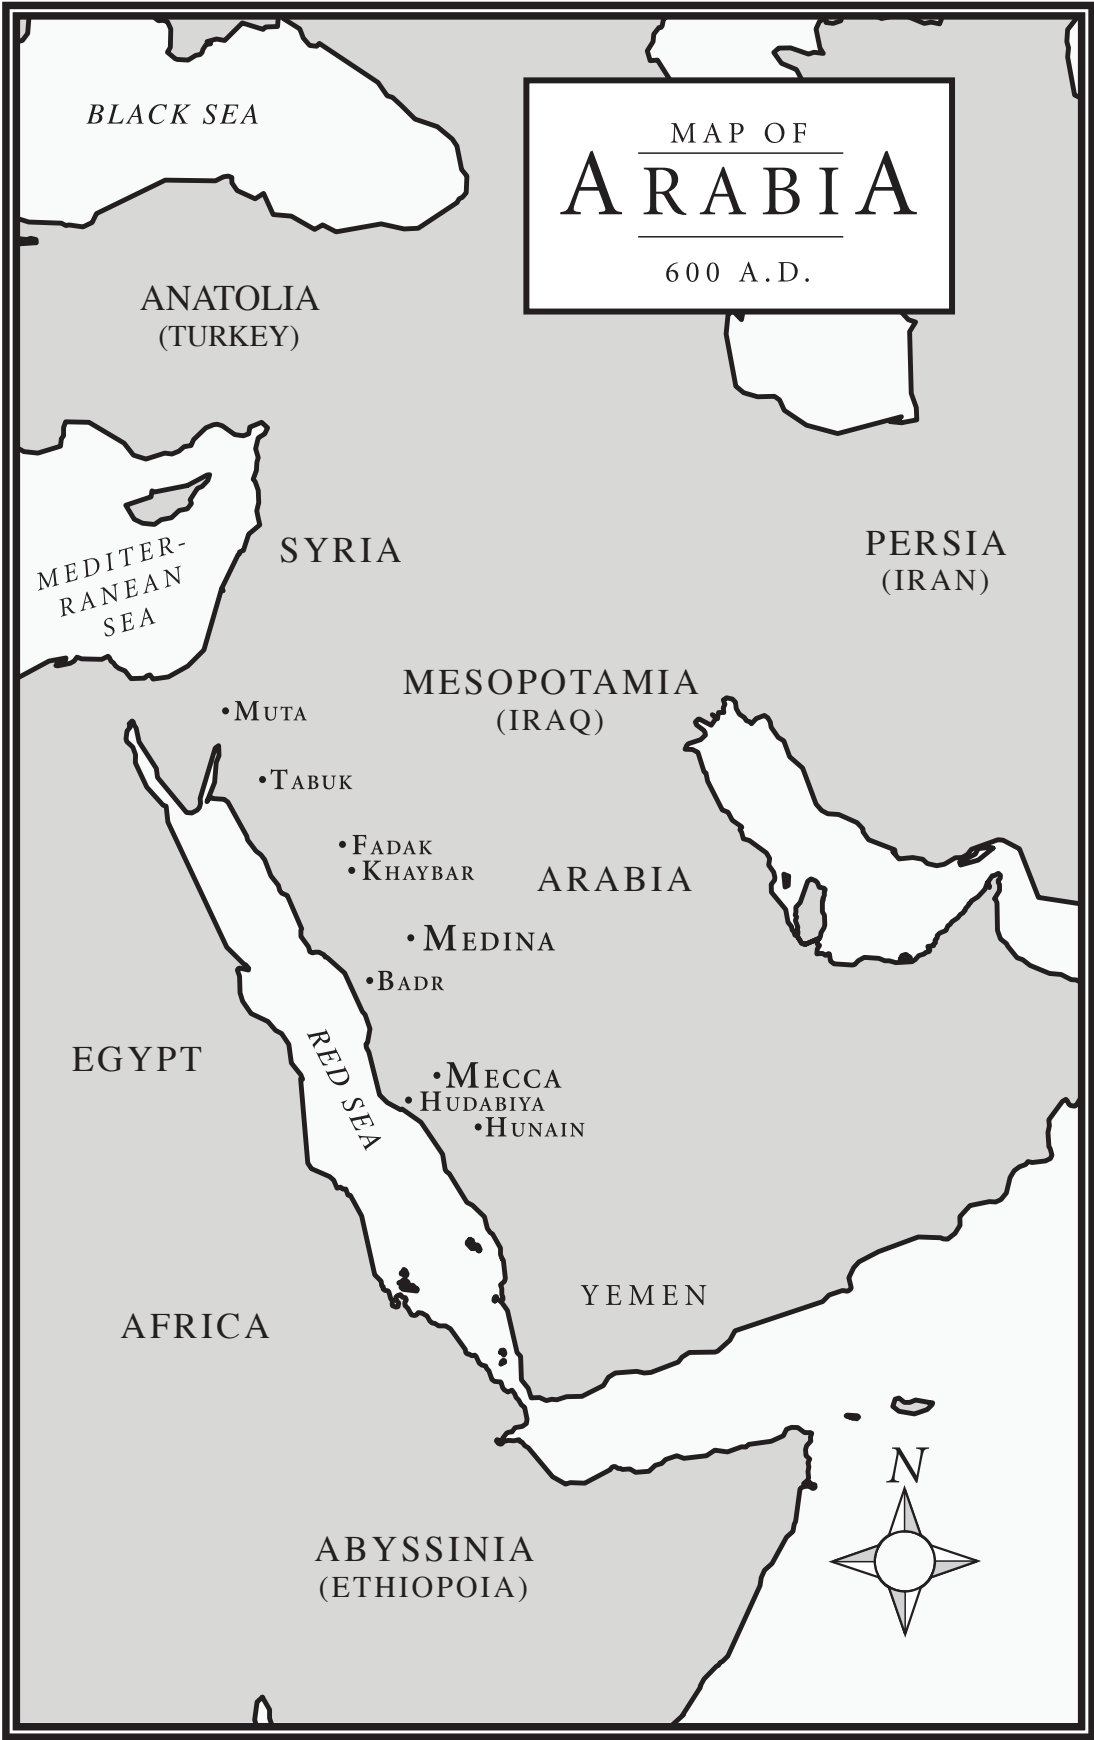 BLACK SEA
MAP OF
ARABIA
600 A.D.
ANATOLIA
(TURKEY)
SYRIA
PERSIA
(IRAN)
MEDITER-
RANEAN
SEA
MESOPOTAMIA
(IRAQ)
•MUTA
•TABUK
•FADAK
•KHAYBAR
ARABIA
•MEDINA
•BADR
RED SEA
EGYPT
•MECCA
•HUDABIYA
•HUNAIN
YEMEN
AFRICA
N
ABYSSINIA
(ETHIOPOIA)